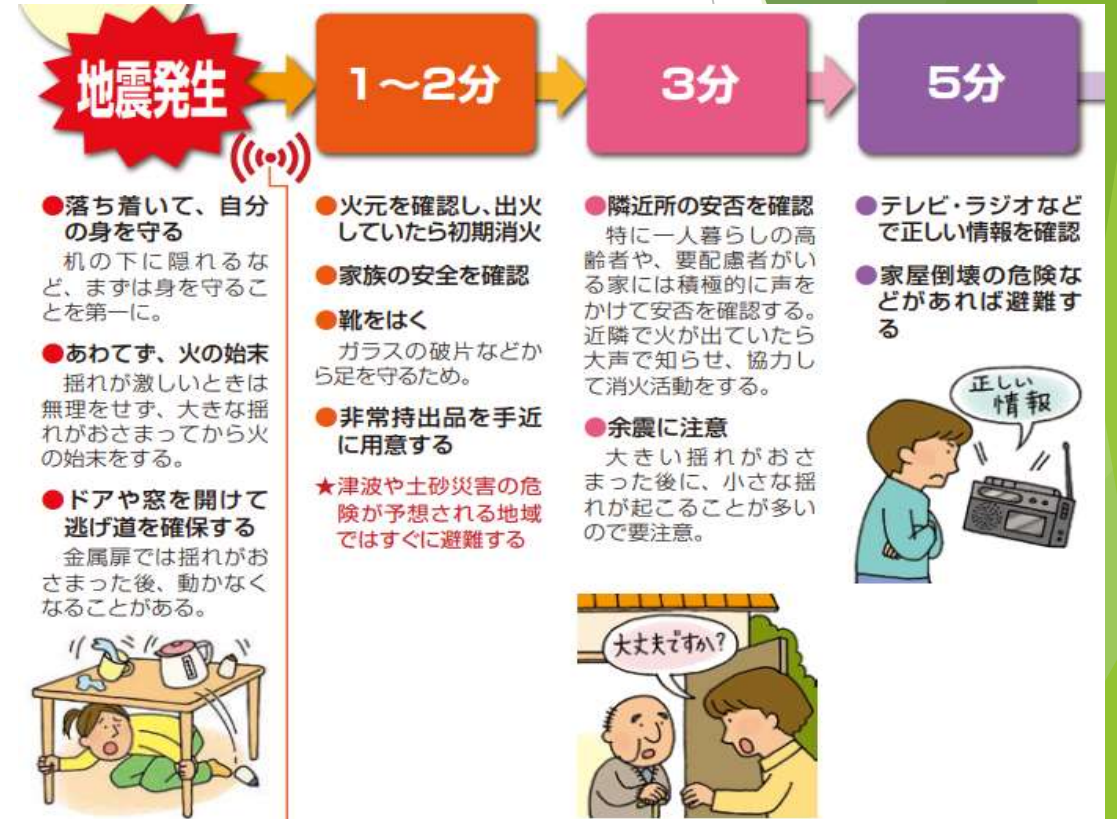 地震発生
1～2分
3分
5分
●落ち着いて、自分
の身を守る
机の下に隠れるな
ど、まずは身を守るこ
とを第一に。
●あわてず、火の始末
揺れが激しいときは
無理をせず、大きな揺
れがおさまってから火
の始末をする。
●ドアや窓を開けて
逃げ道を確保する
金属扉では揺れがお
さまった後、動かなく
なることがある。
●火元を確認し、出火
していたら初期消火
●家族の安全を確認
●靴をはく
ガラスの破片などか
ら足を守るため。
●非常持出品を手近
に用意する
★津波や土砂災害の危
険が予想される地域
ではすぐに避難する
●隣近所の安否を確認
特に一人暮らしの高
齢者や、要配慮者がい
る家には積極的に声を
かけて安否を確認する。
近隣で火が出ていたら
大声で知らせ、協力し
て消火活動をする。
●余震に注意
大きい揺れがおさ
まった後に、小さな揺
れが起こることが多い
ので要注意。
大丈夫ですか?
●テレビ・ラジオなど
で正しい情報を確認
●家屋倒壊の危険な
どがあれば避難す
る
正しい
情報